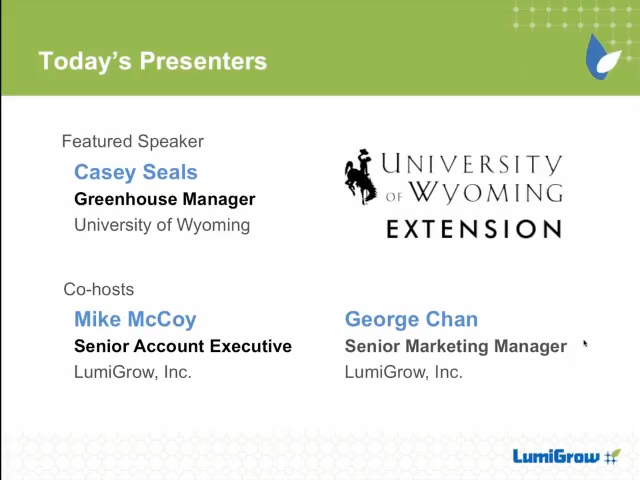 Today's Presenters
Featured Speaker
Casey Seals
Greenhouse Manager
University of Wyoming
UNIVERSITY
OF WYOMING
EXTENSION
Co-hosts
Mike McCoy
Senior Account Executive
LumiGrow, Inc.
George Chan
Senior Marketing Manager
LumiGrow, Inc.
LumiGrow